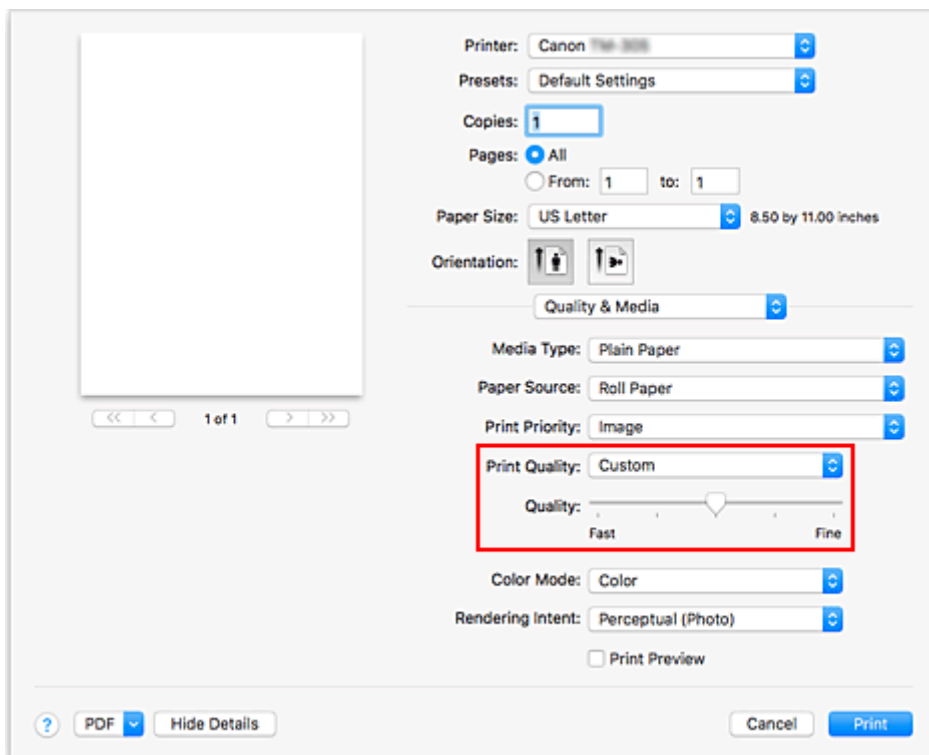 Printer: Canon
Presets: Default Settings
Copies: 1
Pages: All
From: 1 to: 1
Paper Size: US Letter 8.50 by 11.00 inches
Orientation:
Quality & Media
Media Type: Plain Paper
Paper Source: Roll Paper
<< < 1 of 1 > >>
Print Priority: Image
Print Quality: Custom
Quality:
Fast Fine
Color Mode: Color
Rendering Intent: Perceptual (Photo)
Print Preview
? PDF Hide Details Cancel Print